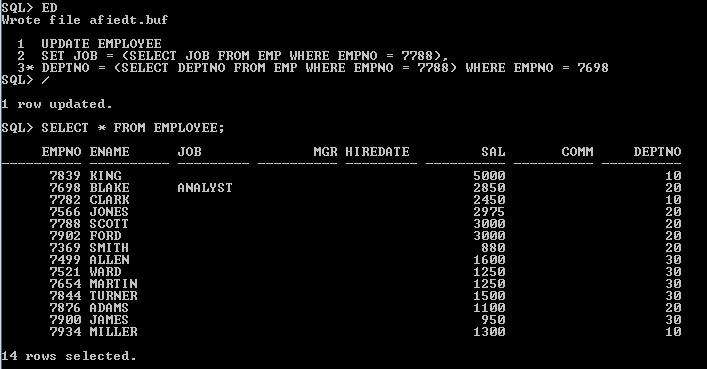 SQL> ED
Wrote file afiedt.buf
1 UPDATE EMPLOYEE
2 SET JOB = (SELECT JOB FROM EMP WHERE EMPNO = 7788),
3* DEPTNO = (SELECT DEPTNO FROM EMP WHERE EMPNO = 7788) WHERE EMPNO = 7698
SQL> /
1 row updated.
SQL> SELECT * FROM EMPLOYEE;
EMPNO ENAME JOB MGR HIREDATE SAL COMM DEPTNO
7839 KING 5000 10
7698 BLAKE ANALYST 2850 20
7782 CLARK 2450 10
7566 JONES 2975 20
7788 SCOTT 3000 20
7902 FORD 3000 20
7369 SMITH 880 20
7499 ALLEN 1600 30
7521 WARD 1250 30
7654 MARTIN 1250 30
7844 TURNER 1500 30
7876 ADAMS 1100 20
7900 JAMES 950 30
7934 MILLER 1300 10
14 rows selected.